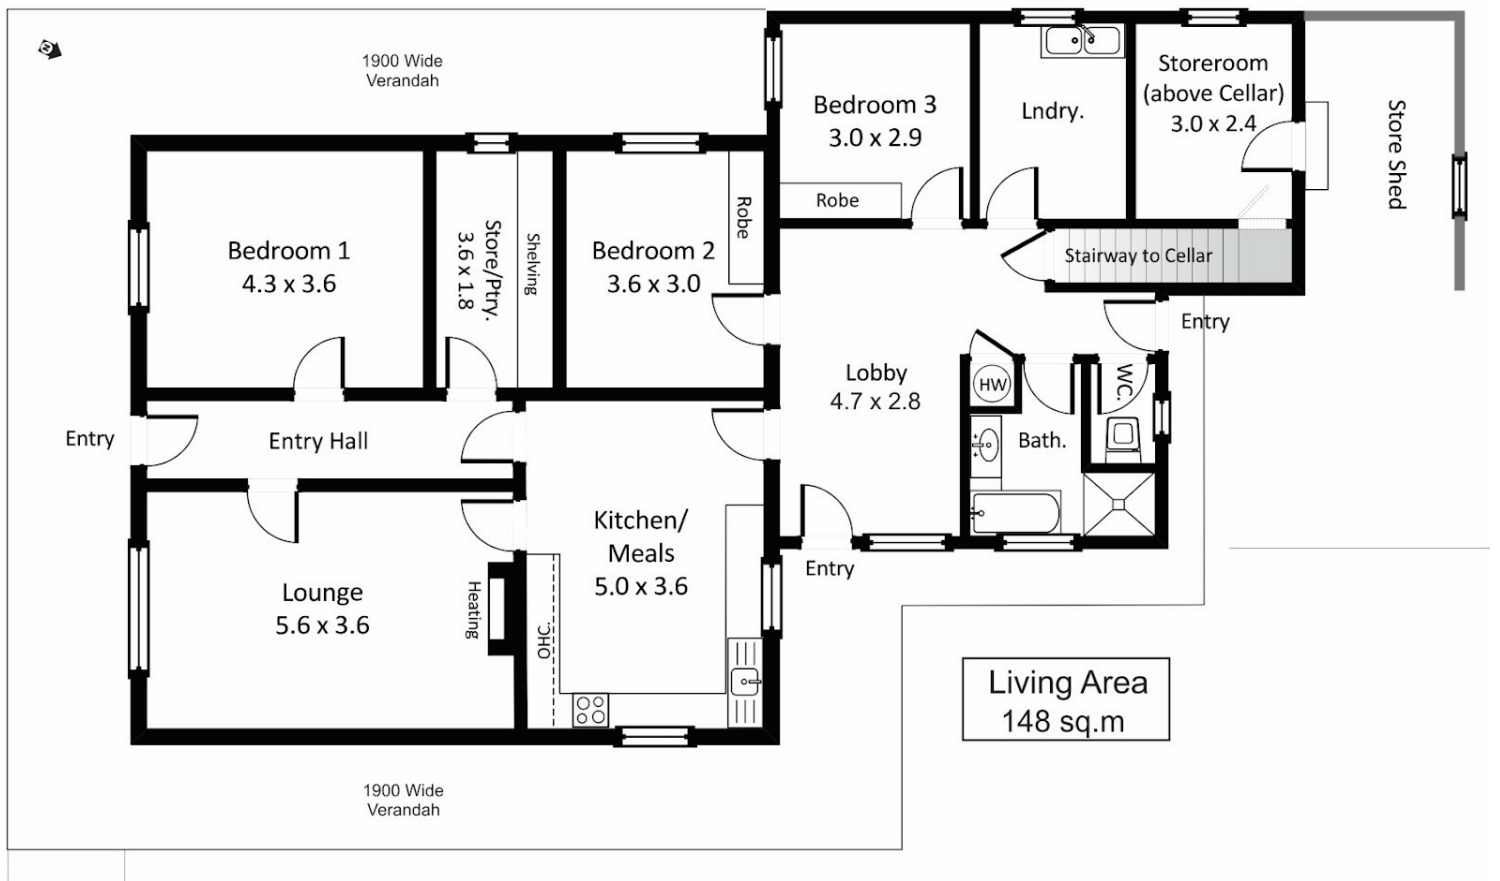 N
1900 Wide
Verandah
Bedroom 1
4.3 x 3.6
Store/Ptry.
3.6 x 1.8
Shelving
Bedroom 2
3.6 x 3.0
Robe
Bedroom 3
3.0 x 2.9
Robe
Lndry.
Storeroom
(above Cellar)
3.0 x 2.4
Store Shed
Stairway to Cellar
Entry
Entry
Entry Hall
Lobby
4.7 x 2.8
HW
Bath.
WC.
Lounge
5.6 x 3.6
Heating
Kitchen/
Meals
5.0 x 3.6
OHC.
Entry
Living Area
148 sq.m
1900 Wide
Verandah